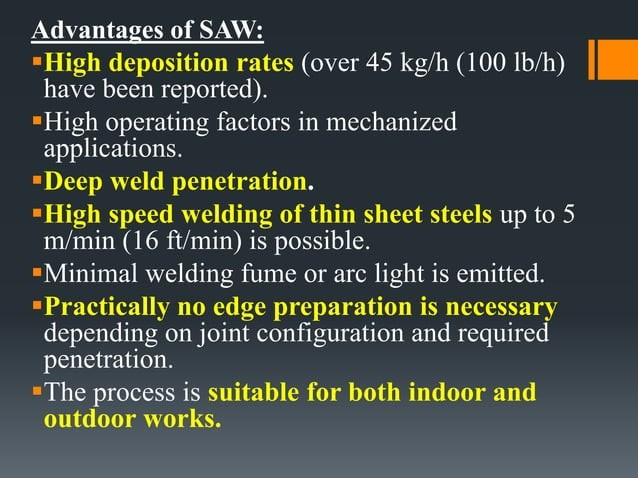 Advantages of SAW:
▪High deposition rates (over 45 kg/h (100 lb/h)
have been reported).
▪High operating factors in mechanized
applications.
▪Deep weld penetration.
▪High speed welding of thin sheet steels up to 5
m/min (16 ft/min) is possible.
▪Minimal welding fume or arc light is emitted.
▪Practically no edge preparation is necessary
depending on joint configuration and required
penetration.
▪The process is suitable for both indoor and
outdoor works.